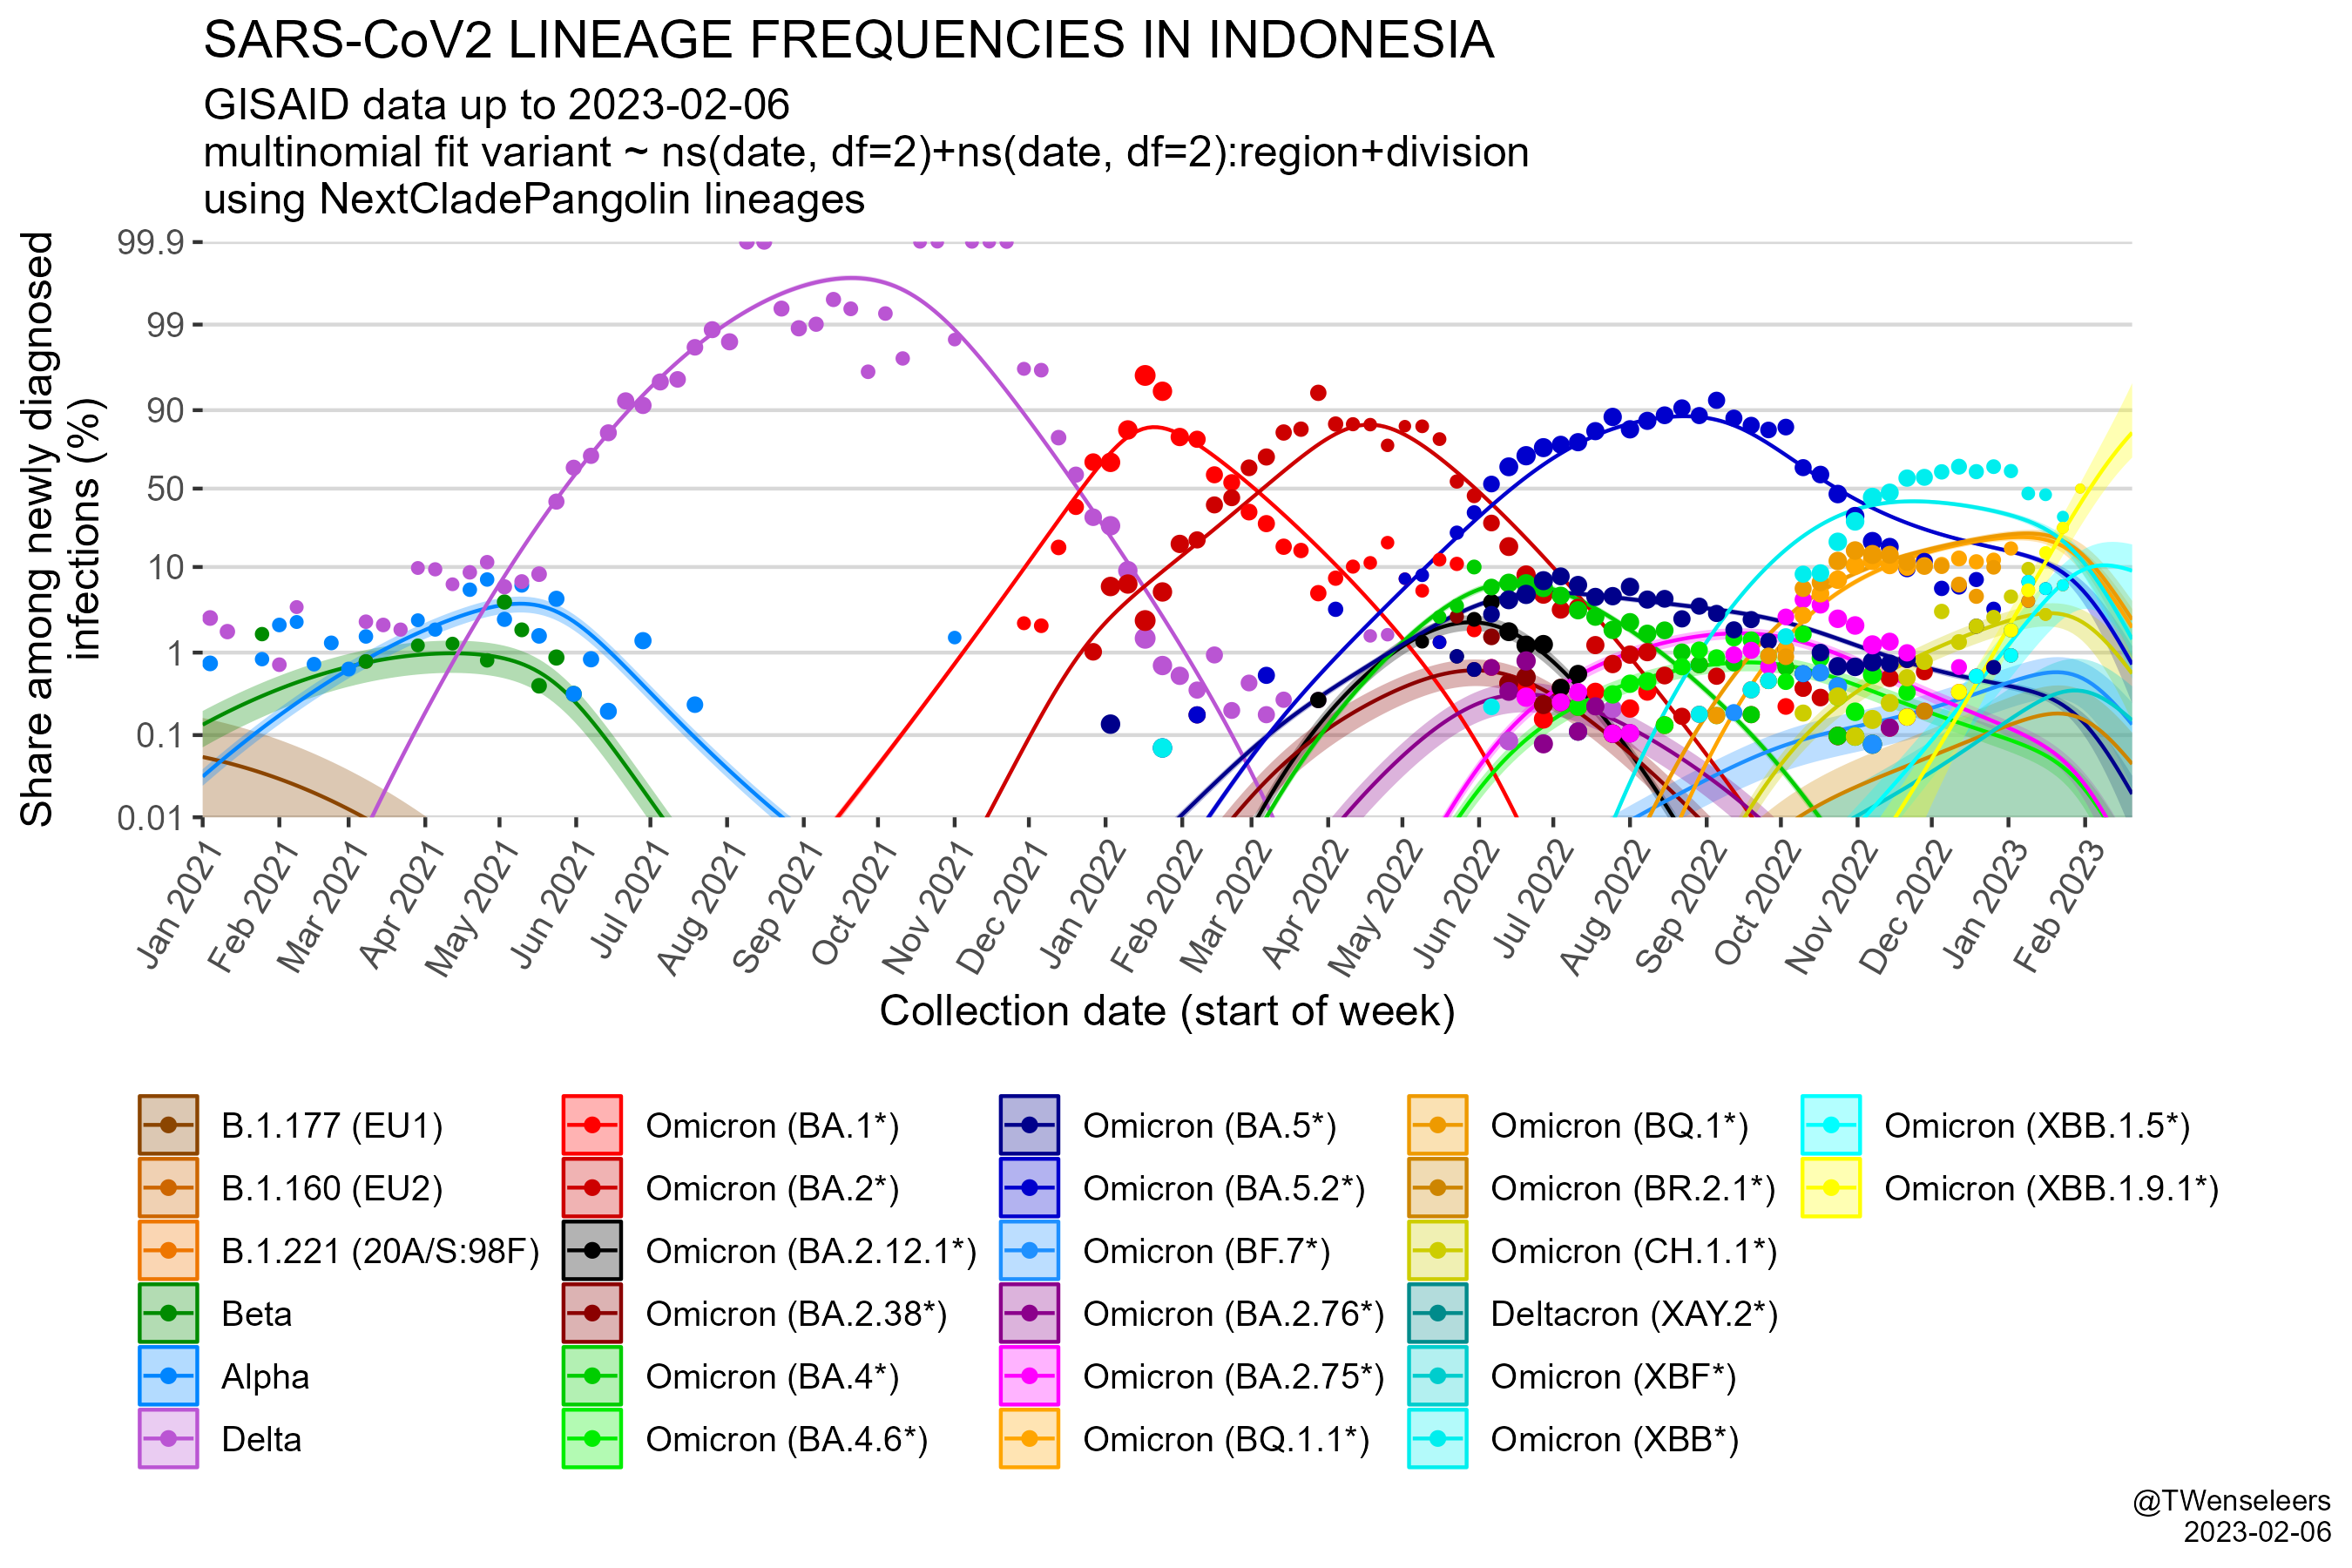 SARS-CoV2 LINEAGE FREQUENCIES IN INDONESIA
GISAID data up to 2023-02-06
multinomial fit variant ~ ns(date, df=2)+ns(date, df=2):region+division
using NextCladePangolin lineages
Share among newly diagnosed
infections (%)
99.9
99
90
50
10
1
0.1
0.01
Jan 2021
Feb 2021
Mar 2021
Apr 2021
May 2021
Jun 2021
Jul 2021
Aug 2021
Sep 2021
Oct 2021
Nov 2021
Dec 2021
Jan 2022
Feb 2022
Mar 2022
Apr 2022
May 2022
Jun 2022
Jul 2022
Aug 2022
Sep 2022
Oct 2022
Nov 2022
Dec 2022
Jan 2023
Feb 2023
Collection date (start of week)
B.1.177 (EU1)
B.1.160 (EU2)
B.1.221 (20A/S:98F)
Beta
Alpha
Delta
Omicron (BA.1*)
Omicron (BA.2*)
Omicron (BA.2.12.1*)
Omicron (BA.2.38*)
Omicron (BA.4*)
Omicron (BA.4.6*)
Omicron (BA.5*)
Omicron (BA.5.2*)
Omicron (BF.7*)
Omicron (BA.2.76*)
Omicron (BA.2.75*)
Omicron (BQ.1.1*)
Omicron (BQ.1*)
Omicron (BR.2.1*)
Omicron (CH.1.1*)
Deltacron (XAY.2*)
Omicron (XBF*)
Omicron (XBB*)
Omicron (XBB.1.5*)
Omicron (XBB.1.9.1*)
@TWenseleers
2023-02-06